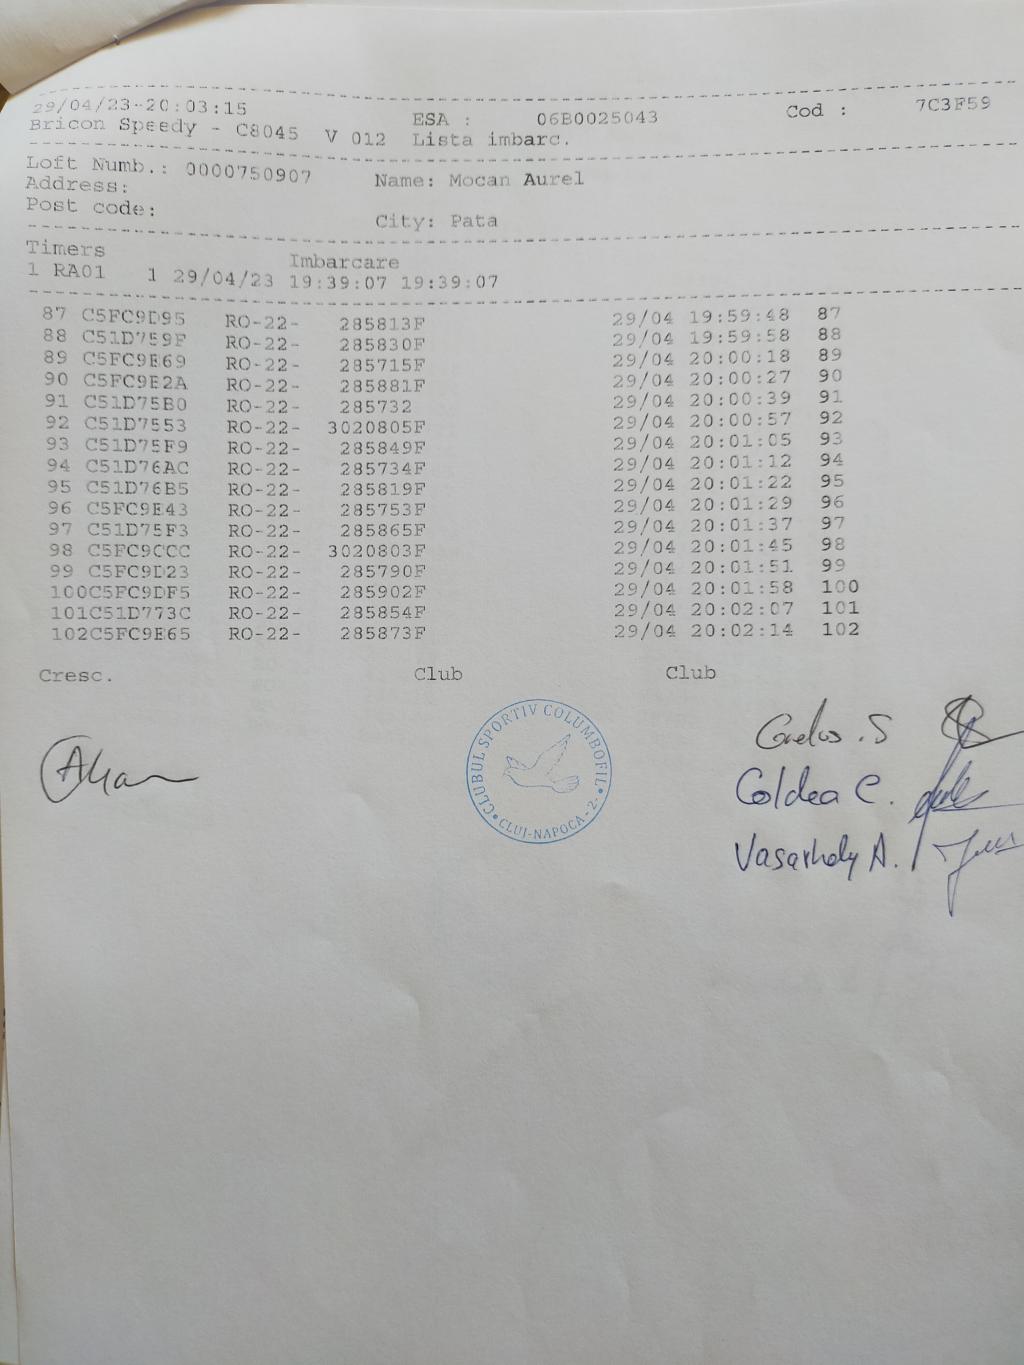 29/04/23-20:03:15
ESA : 06B0025043 Cod : 7C3F59
Bricon Speedy - C8045 V 012 Lista imbarc.
Loft Numb.: 0000750907 Name: Mocan Aurel
Address:
Post code: City: Pata
Timers Imbarcare
1 RA01 1 29/04/23 19:39:07 19:39:07
87 C5FC9D95 RO-22- 285813F 29/04 19:59:48 87
88 C51D759F RO-22- 285830F 29/04 19:59:58 88
89 C5FC9E69 RO-22- 285715F 29/04 20:00:18 89
90 C5FC9E2A RO-22- 285881F 29/04 20:00:27 90
91 C51D75B0 RO-22- 285732 29/04 20:00:39 91
92 C51D7553 RO-22- 3020805F 29/04 20:00:57 92
93 C51D75F9 RO-22- 285849F 29/04 20:01:05 93
94 C51D76AC RO-22- 285734F 29/04 20:01:12 94
95 C51D76B5 RO-22- 285819F 29/04 20:01:22 95
96 C5FC9E43 RO-22- 285753F 29/04 20:01:29 96
97 C51D75F3 RO-22- 285865F 29/04 20:01:37 97
98 C5FC9CCC RO-22- 3020803F 29/04 20:01:45 98
99 C5FC9D23 RO-22- 285790F 29/04 20:01:51 99
100C5FC9DF5 RO-22- 285902F 29/04 20:01:58 100
101C51D773C RO-22- 285854F 29/04 20:02:07 101
102C5FC9E65 RO-22- 285873F 29/04 20:02:14 102
Cresc. Club Club
CLUBUL SPORTIV COLUMBOFIL
CLUJ-NAPOCA - 2 -
S
Coldea C.
Vasarhely A.